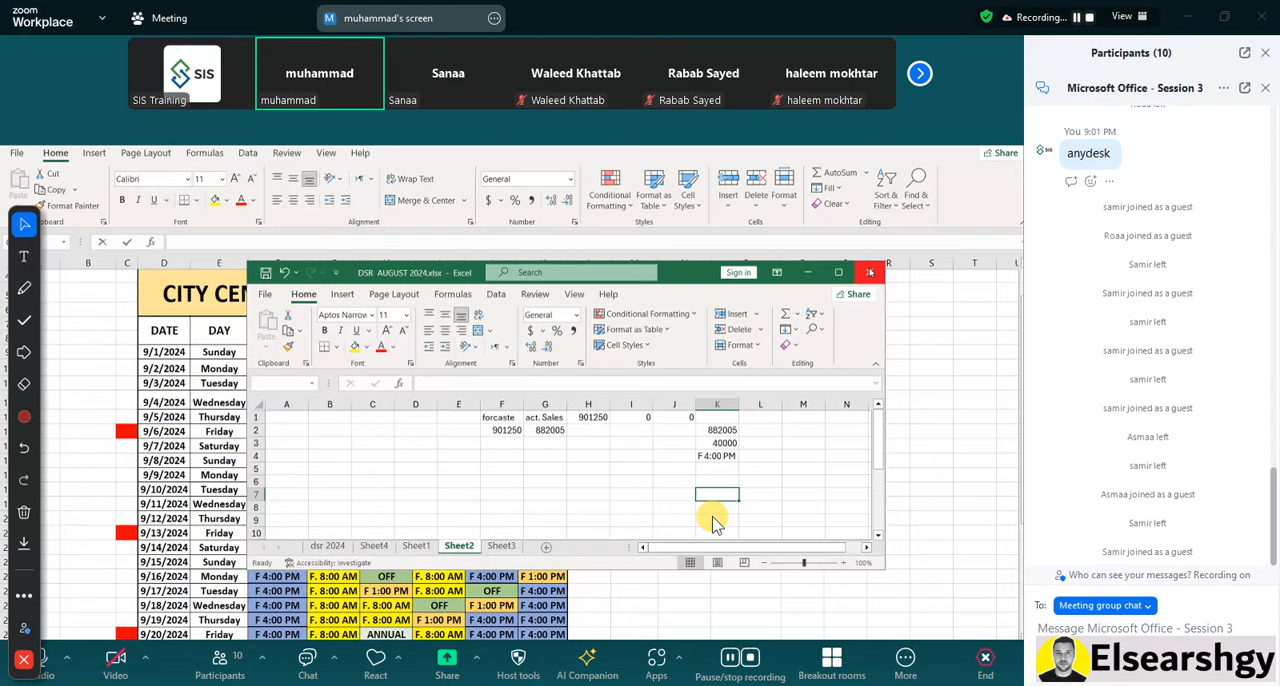 zoom
Workplace
Meeting
M muhammad's screen
Recording...
View
SIS
SIS Training
muhammad
muhammad
Sanaa
Sanaa
Waleed Khattab
Waleed Khattab
Rabab Sayed
Rabab Sayed
haleem mokhtar
haleem mokhtar
Participants (10)
Microsoft Office - Session 3
You 9:01 PM
anydesk
samir joined as a guest
Roaa joined as a guest
Samir left
Samir joined as a guest
samir left
samir joined as a guest
samir left
samir joined as a guest
Asmaa left
samir left
Asmaa joined as a guest
Samir left
Samir joined as a guest
Who can see your messages? Recording on
To: Meeting group chat
Message Microsoft Office - Session 3
File Home Insert Page Layout Formulas Data Review View Help Share
Paste Cut Copy Format Painter
Calibri 11 Wrap Text General
Merge & Center
Conditional Formatting Format as Table Cell Styles
Insert Delete Format
AutoSum Fill Clear
Sort & Filter Find & Select
Font Alignment Number Styles Cells Editing
B C D E R S T
CITY CEN
DATE DAY
9/1/2024 Sunday
9/2/2024 Monday
9/3/2024 Tuesday
9/4/2024 Wednesday
9/5/2024 Thursday
9/6/2024 Friday
9/7/2024 Saturday
9/8/2024 Sunday
9/9/2024 Monday
9/10/2024 Tuesday
9/11/2024 Wednesday
9/12/2024 Thursday
9/13/2024 Friday
9/14/2024 Saturday
9/15/2024 Sunday
9/16/2024 Monday F 4:00 PM F. 8:00 AM OFF F. 8:00 AM F 4:00 PM F 1:00 PM
9/17/2024 Tuesday F 4:00 PM F. 8:00 AM F 1:00 PM F. 8:00 AM OFF F 4:00 PM
9/18/2024 Wednesday F 4:00 PM F. 8:00 AM F. 8:00 AM OFF F 1:00 PM F 4:00 PM
9/19/2024 Thursday F 4:00 PM F. 8:00 AM F. 8:00 AM F 1:00 PM F 4:00 PM F 4:00 PM
9/20/2024 Friday F 4:00 PM F. 8:00 AM ANNUAL F. 8:00 AM F 4:00 PM F 4:00 PM
DSR AUGUST 2024.xlsx - Excel Search Sign in
File Home Insert Page Layout Formulas Data Review View Help Share
Paste Aptos Narrow 11 General
Conditional Formatting
Format as Table
Cell Styles
Insert
Delete
Format
Clipboard Font Alignment Number Styles Cells Editing
A B C D E F G H I J K L M N
1 forcaste act. Sales 901250 0 0
2 901250 882005 882005
3 40000
4 F 4:00 PM
5
6
7
8
9
10
dsr 2024 Sheet4 Sheet1 Sheet2 Sheet3
Ready Accessibility: Investigate 100%
Video
Participants 10
Chat
React
Share
Host tools
AI Companion
Apps
Pause/stop recording
Breakout rooms
More
End
Elsearshgy